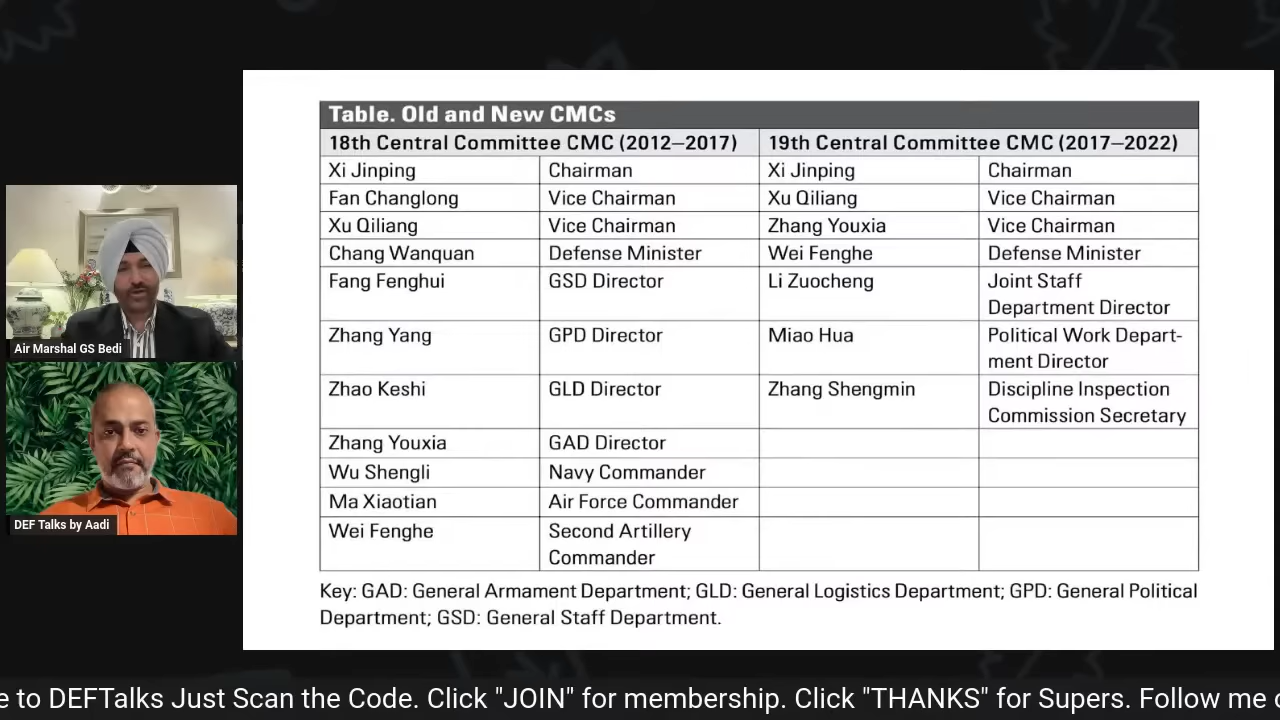 Table. Old and New CMCs
18th Central Committee CMC (2012–2017) 19th Central Committee CMC (2017–2022)
Xi Jinping Chairman Xi Jinping Chairman
Fan Changlong Vice Chairman Xu Qiliang Vice Chairman
Xu Qiliang Vice Chairman Zhang Youxia Vice Chairman
Chang Wanquan Defense Minister Wei Fenghe Defense Minister
Fang Fenghui GSD Director Li Zuocheng Joint Staff
Department Director
Zhang Yang GPD Director Miao Hua Political Work Depart-
ment Director
Zhao Keshi GLD Director Zhang Shengmin Discipline Inspection
Commission Secretary
Zhang Youxia GAD Director
Wu Shengli Navy Commander
Ma Xiaotian Air Force Commander
Wei Fenghe Second Artillery
Commander
Key: GAD: General Armament Department; GLD: General Logistics Department; GPD: General Political
Department; GSD: General Staff Department.
Air Marshal GS Bedi
DEF Talks by Aadi
e to DEFTalks Just Scan the Code. Click "JOIN" for membership. Click "THANKS" for Supers. Follow me